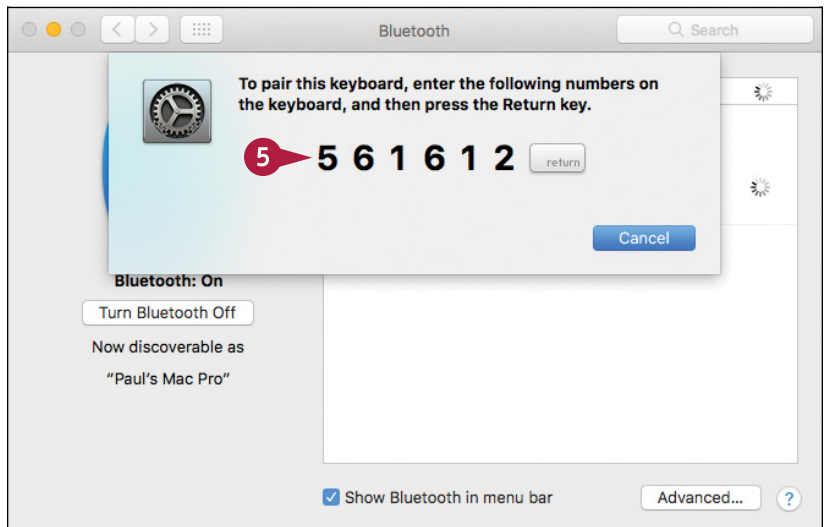 Bluetooth
Search
To pair this keyboard, enter the following numbers on
the keyboard, and then press the Return key.
5
5 6 1 6 1 2 return
Cancel
Bluetooth: On
Turn Bluetooth Off
Now discoverable as
“Paul’s Mac Pro”
Show Bluetooth in menu bar
Advanced...
?